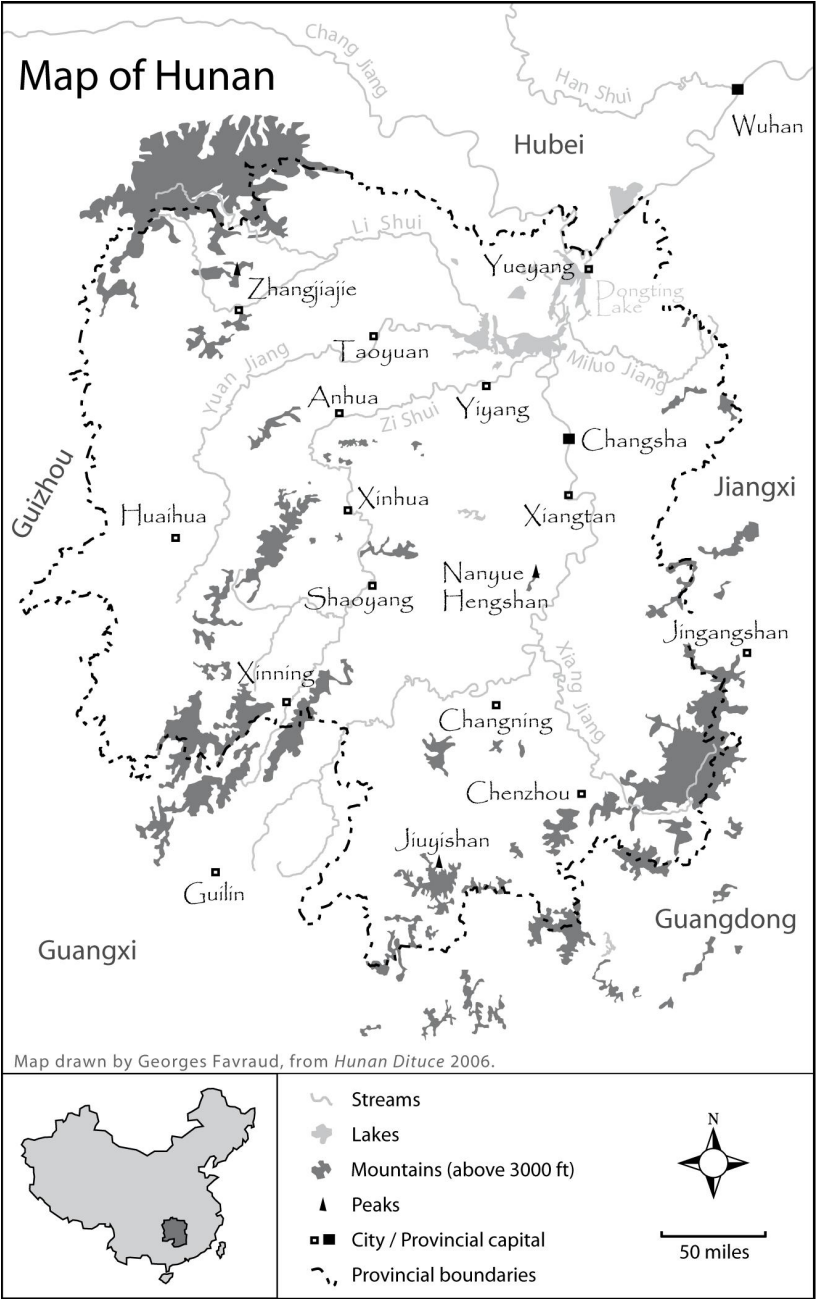 Map of Hunan
Chang Jiang
Han Shui
Wuhan
Hubei
Li Shui
Yueyang
Dongting
Lake
Zhangjiajie
Taoyuan
Yuan Jiang
Miluo Jiang
Anhua
Zi Shui
Yiyang
Changsha
Guizhou
Jiangxi
Xinhua
Huaihua
Xiangtan
Nanyue
Hengshan
Shaoyang
Jingangshan
Xinning
Xiang Jiang
Changning
Chenzhou
Jiuyishan
Guilin
Guangdong
Guangxi
Map drawn by Georges Favraud, from Hunan Dituce 2006.
Streams
Lakes
Mountains (above 3000 ft)
Peaks
City / Provincial capital
Provincial boundaries
N
50 miles